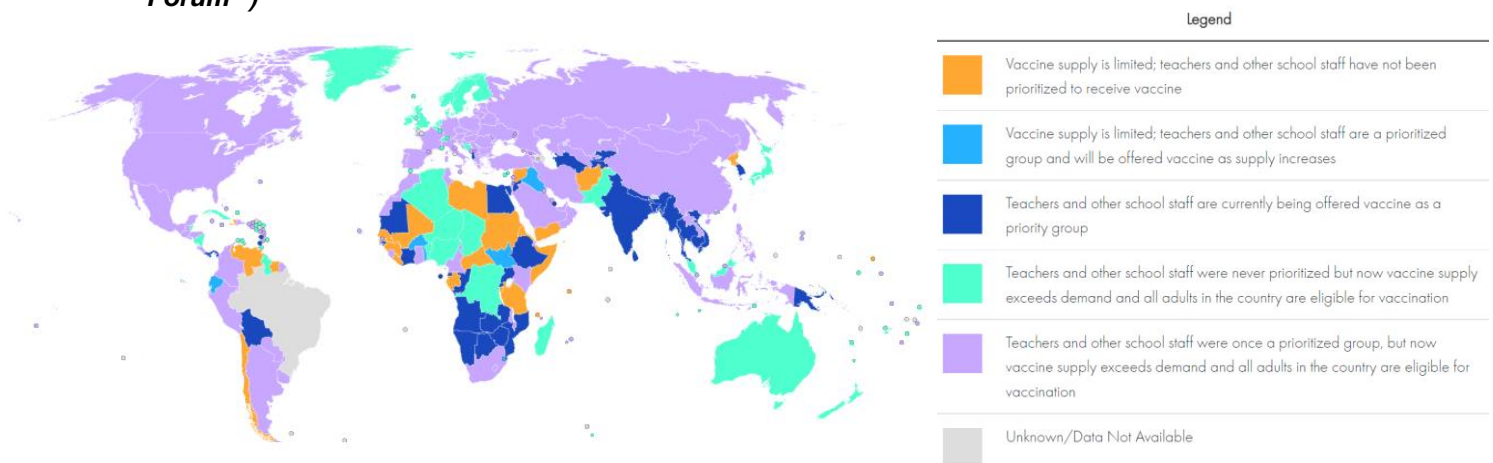 Forum")
Legend
Vaccine supply is limited; teachers and other school staff have not been
prioritized to receive vaccine
Vaccine supply is limited; teachers and other school staff are a prioritized
group and will be offered vaccine as supply increases
Teachers and other school staff are currently being offered vaccine as a
priority group
Teachers and other school staff were never prioritized but now vaccine supply
exceeds demand and all adults in the country are eligible for vaccination
Teachers and other school staff were once a prioritized group, but now
vaccine supply exceeds demand and all adults in the country are eligible for
vaccination
Unknown/Data Not Available